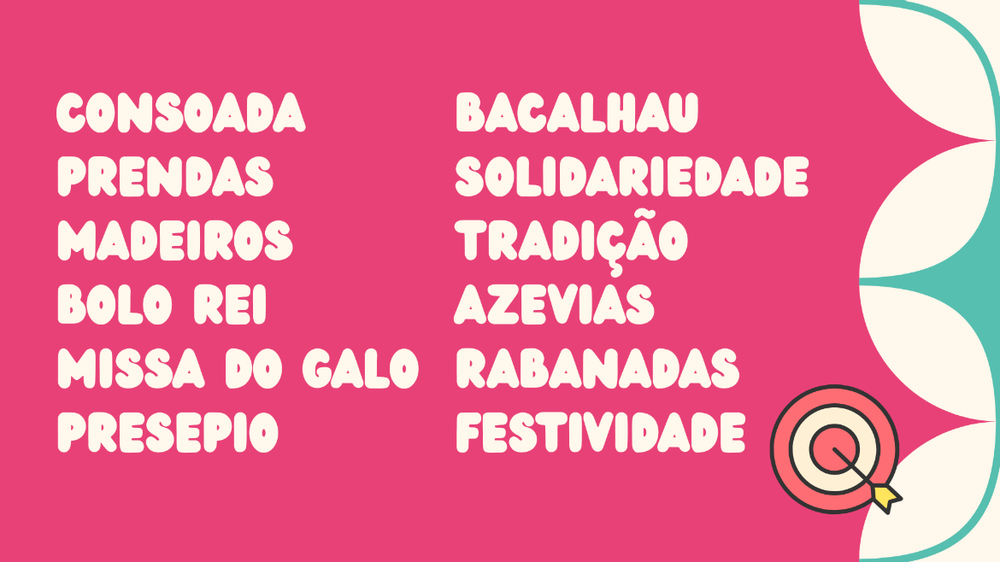 CONSOADA
PRENDAS
MADEIROS
BOLO REI
MISSA DO GALO
PRESEPIO
BACALHAU
SOLIDARIEDADE
TRADIÇÃO
AZEVIAS
RABANADAS
FESTIVIDADE